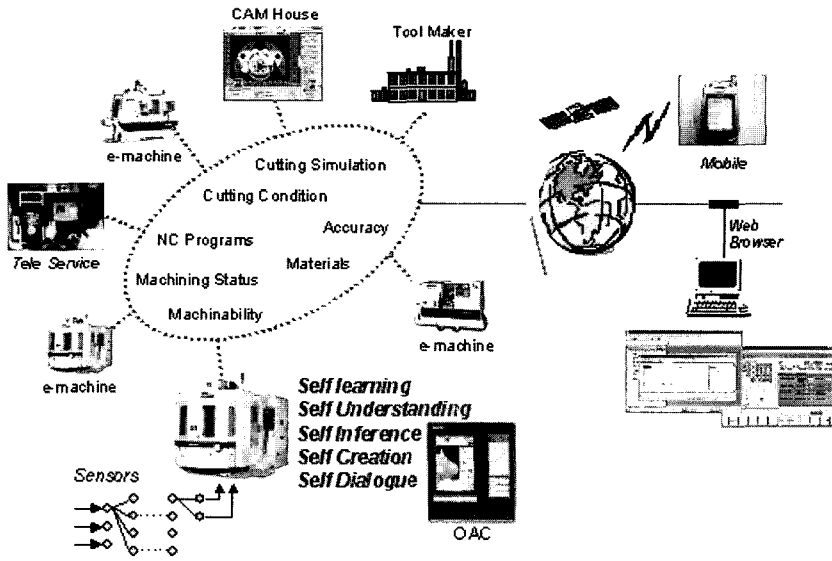 CAM House
Tool Maker
e-machine
Mobile
Cutting Simulation
Cutting Condition
Accuracy
NC Programs
Web
Browser
Tele Service
Materials
Machining Status
Machinability
e-machine
e-machine
Self learning
Self Understanding
Self Inference
Self Creation
Self Dialogue
Sensors
OAC